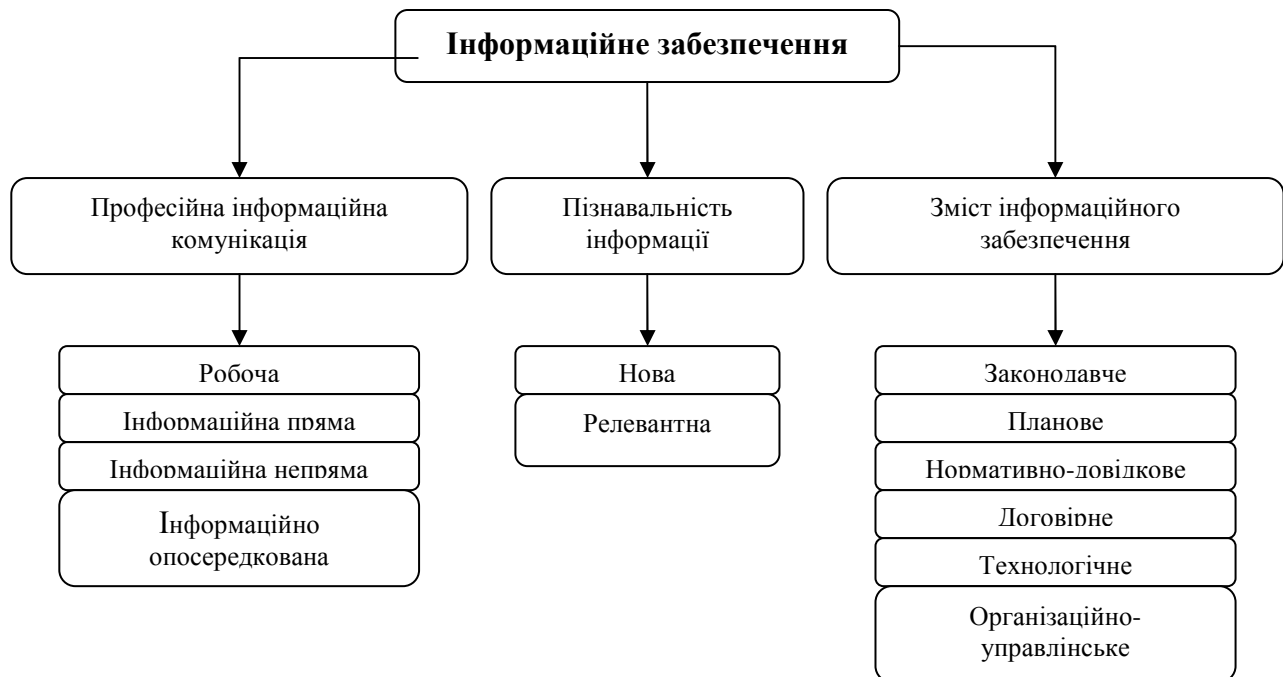 Інформаційне забезпечення
Професійна інформаційна
комунікація
Пізнавальність
інформації
Зміст інформаційного
забезпечення
Робоча
Інформаційна пряма
Інформаційна непряма
Інформаційно
опосередкована
Нова
Релевантна
Законодавче
Планове
Нормативно-довідкове
Договірне
Технологічне
Організаційно-
управлінське